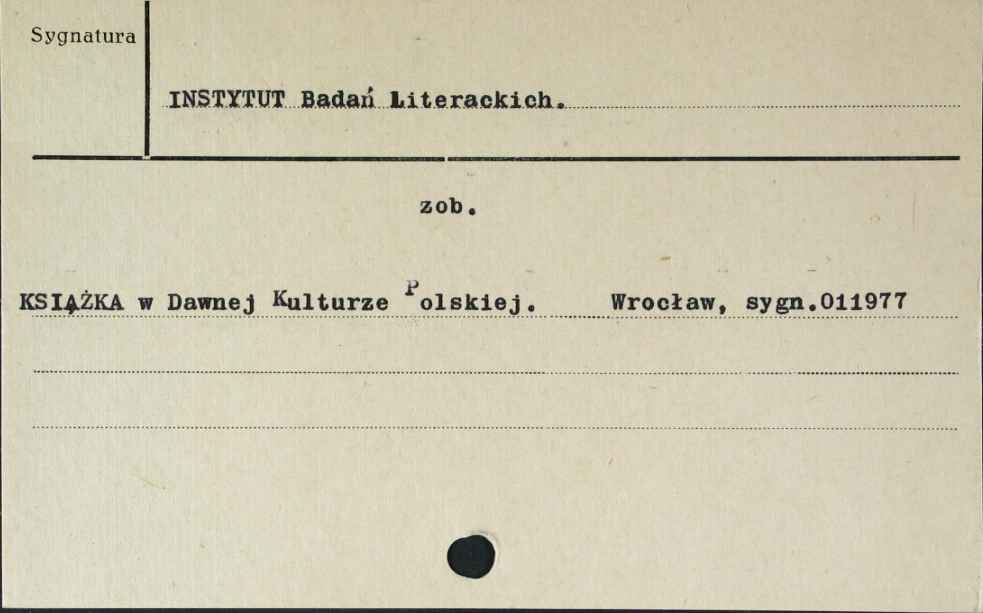 Sygnatura
INSTYTUT Badań Literackich.
zob.
KSIĄŻKA w Dawnej Kulturze Polskiej. Wrocław, sygn.011977